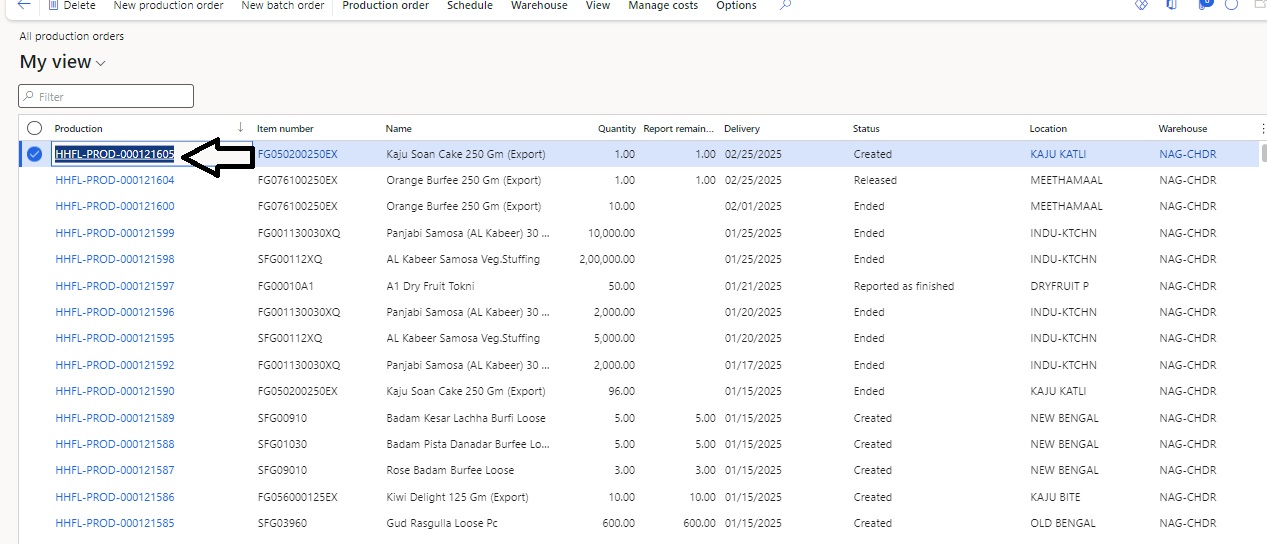 Delete New production order New batch order Production order Schedule Warehouse View Manage costs Options
All production orders
My view
Filter
Production Item number Name Quantity Report remain... Delivery Status Location Warehouse
HHFL-PROD-000121605 FG050200250EX Kaju Soan Cake 250 Gm (Export) 1.00 1.00 02/25/2025 Created KAJU KATLI NAG-CHDR
HHFL-PROD-000121604 FG076100250EX Orange Burfee 250 Gm (Export) 1.00 1.00 02/25/2025 Released MEETHAMAAL NAG-CHDR
HHFL-PROD-000121600 FG076100250EX Orange Burfee 250 Gm (Export) 10.00 02/01/2025 Ended MEETHAMAAL NAG-CHDR
HHFL-PROD-000121599 FG001130030XQ Panjabi Samosa (AL Kabeer) 30 ... 10,000.00 01/25/2025 Ended INDU-KTCHN NAG-CHDR
HHFL-PROD-000121598 SFG00112XQ AL Kabeer Samosa Veg.Stuffing 2,00,000.00 01/25/2025 Ended INDU-KTCHN NAG-CHDR
HHFL-PROD-000121597 FG00010A1 A1 Dry Fruit Tokni 50.00 01/21/2025 Reported as finished DRYFRUIT P NAG-CHDR
HHFL-PROD-000121596 FG001130030XQ Panjabi Samosa (AL Kabeer) 30 ... 2,000.00 01/20/2025 Ended INDU-KTCHN NAG-CHDR
HHFL-PROD-000121595 SFG00112XQ AL Kabeer Samosa Veg.Stuffing 5,000.00 01/20/2025 Ended INDU-KTCHN NAG-CHDR
HHFL-PROD-000121592 FG001130030XQ Panjabi Samosa (AL Kabeer) 30 ... 2,000.00 01/17/2025 Ended INDU-KTCHN NAG-CHDR
HHFL-PROD-000121590 FG050200250EX Kaju Soan Cake 250 Gm (Export) 96.00 01/15/2025 Ended KAJU KATLI NAG-CHDR
HHFL-PROD-000121589 SFG00910 Badam Kesar Lachha Burfi Loose 5.00 5.00 01/15/2025 Created NEW BENGAL NAG-CHDR
HHFL-PROD-000121588 SFG01030 Badam Pista Danadar Burfee Lo... 5.00 5.00 01/15/2025 Created NEW BENGAL NAG-CHDR
HHFL-PROD-000121587 SFG09010 Rose Badam Burfee Loose 3.00 3.00 01/15/2025 Created NEW BENGAL NAG-CHDR
HHFL-PROD-000121586 FG056000125EX Kiwi Delight 125 Gm (Export) 10.00 10.00 01/15/2025 Created KAJU BITE NAG-CHDR
HHFL-PROD-000121585 SFG03960 Gud Rasgulla Loose Pc 600.00 600.00 01/15/2025 Created OLD BENGAL NAG-CHDR